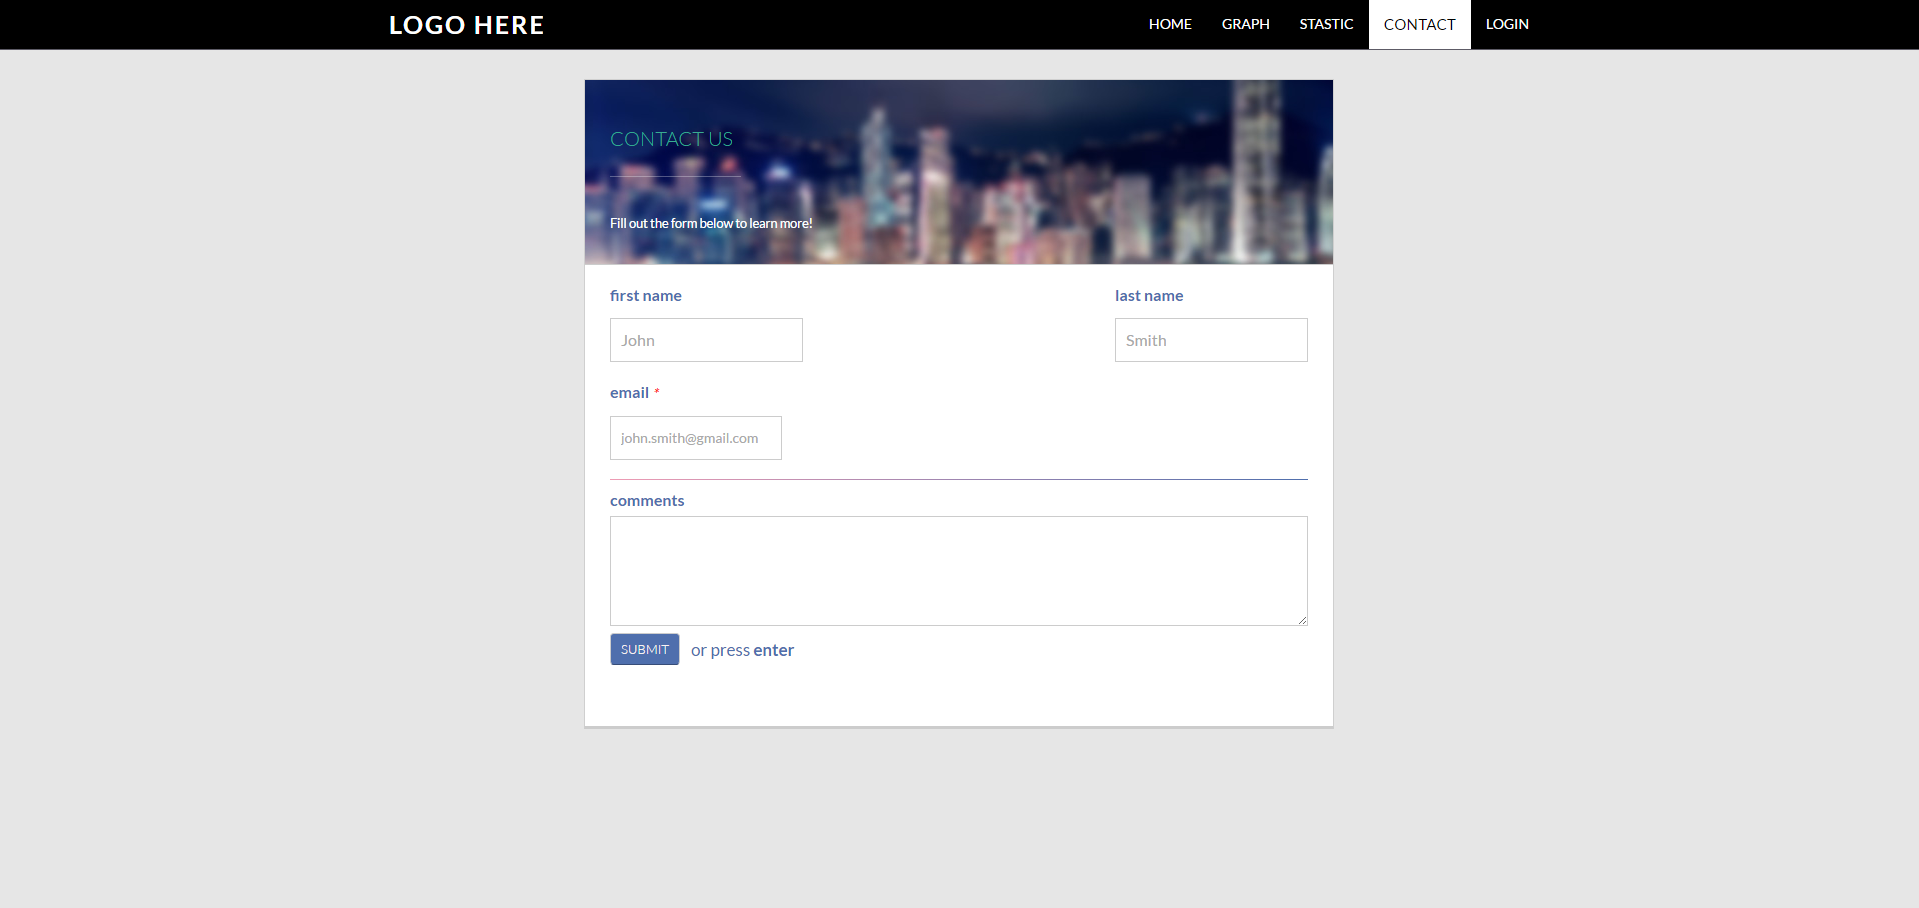 LOGO HERE
HOME GRAPH STASTIC CONTACT LOGIN
CONTACT US
Fill out the form below to learn more!
first name last name
John Smith
email *
john.smith@gmail.com
comments
SUBMIT or press enter